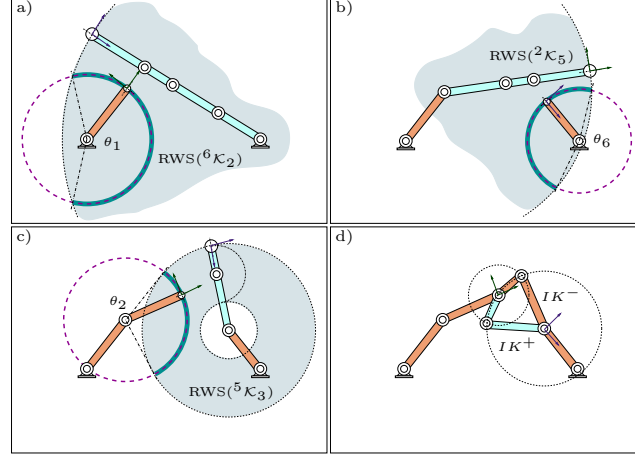 a)
θ₁
RWS(⁶𝒦₂)
b)
RWS(²𝒦₅)
θ₆
c)
θ₂
RWS(⁵𝒦₃)
d)
IK⁻
IK⁺